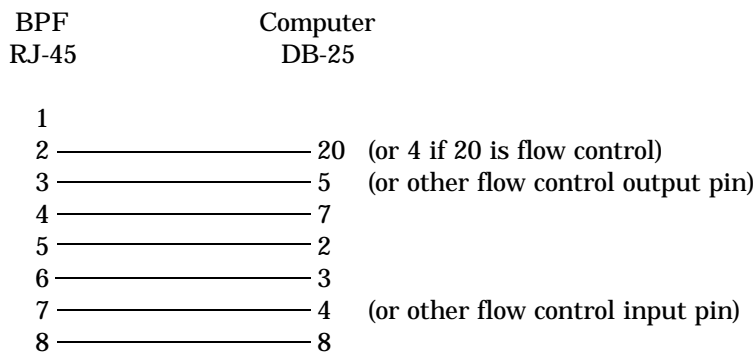 BPF Computer
RJ-45 DB-25
1
2 20 (or 4 if 20 is flow control)
3 5 (or other flow control output pin)
4 7
5 2
6 3
7 4 (or other flow control input pin)
8 8